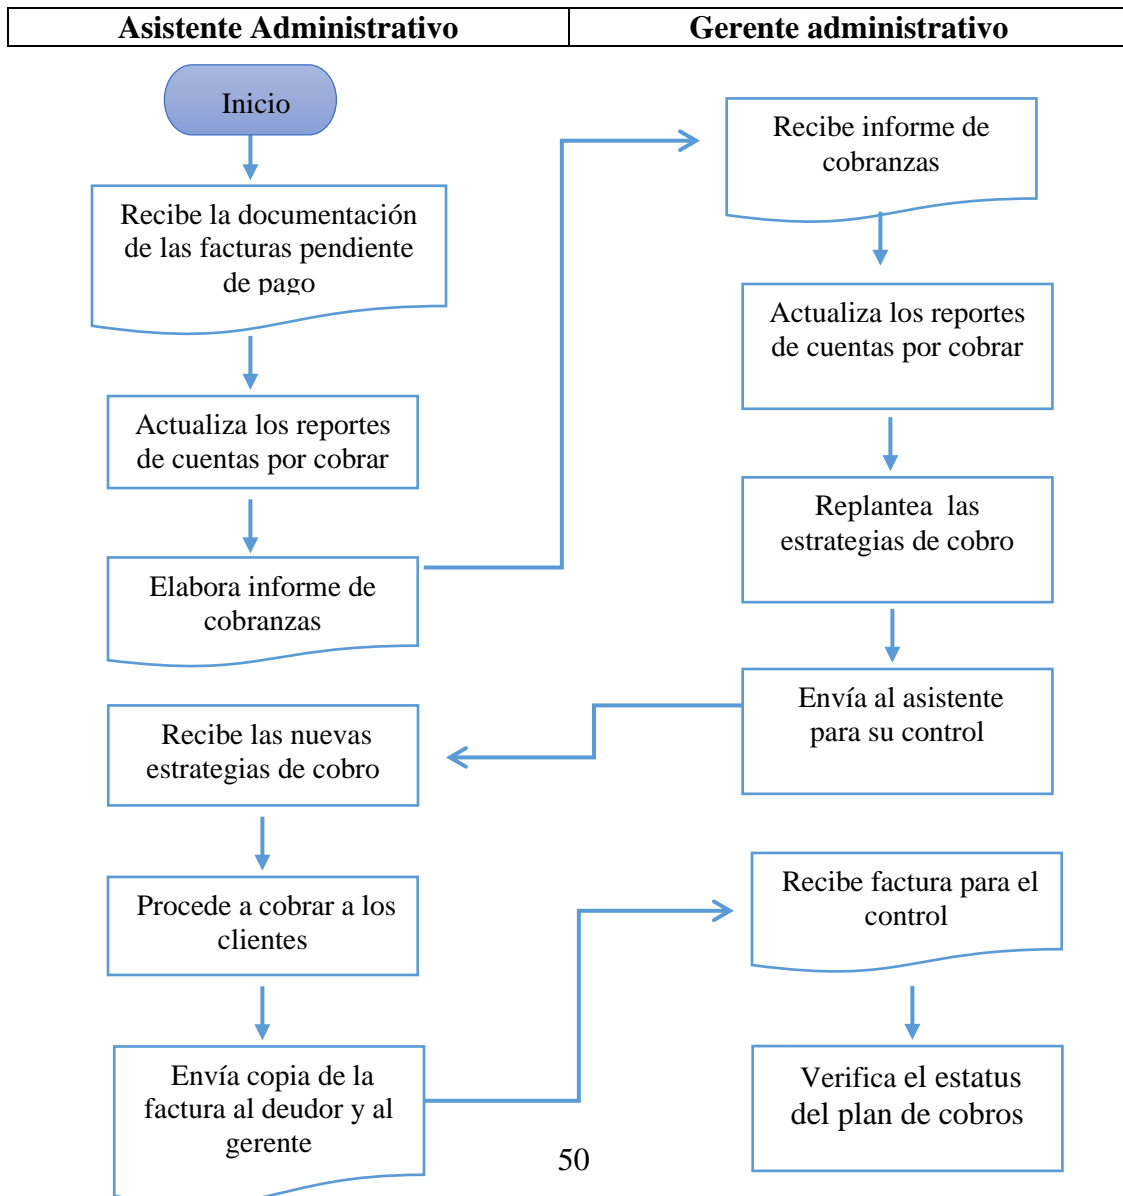 Asistente Administrativo
Gerente administrativo
Inicio
Recibe la documentación
de las facturas pendiente
de pago
Actualiza los reportes
de cuentas por cobrar
Elabora informe de
cobranzas
Recibe informe de
cobranzas
Actualiza los reportes
de cuentas por cobrar
Replantea las
estrategias de cobro
Envía al asistente
para su control
Recibe las nuevas
estrategias de cobro
Procede a cobrar a los
clientes
Envía copia de la
factura al deudor y al
gerente
Recibe factura para el
control
Verifica el estatus
del plan de cobros
50